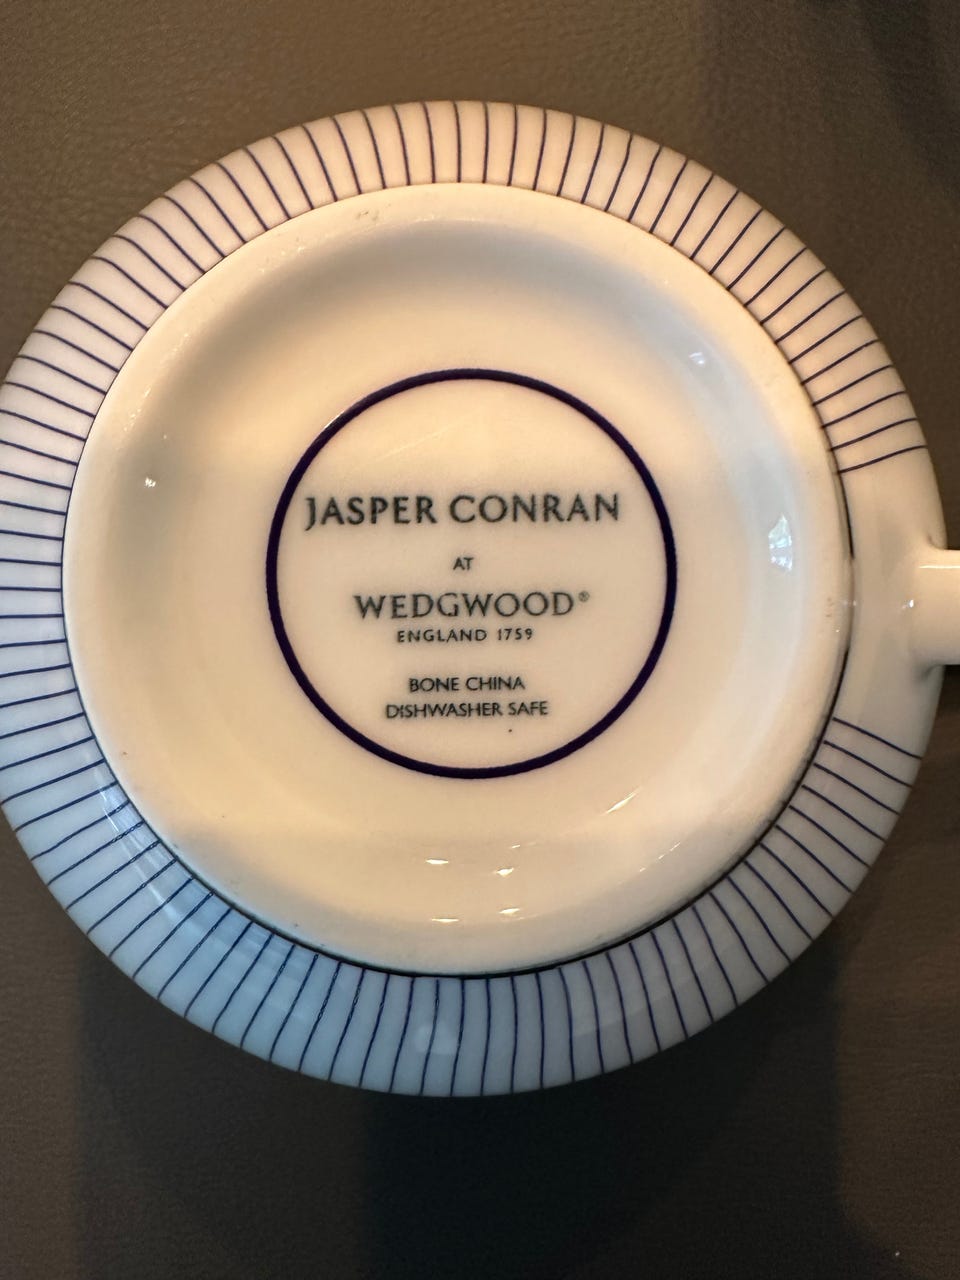 JASPER CONRAN
AT
WEDGWOOD®
ENGLAND 1759
BONE CHINA
DISHWASHER SAFE